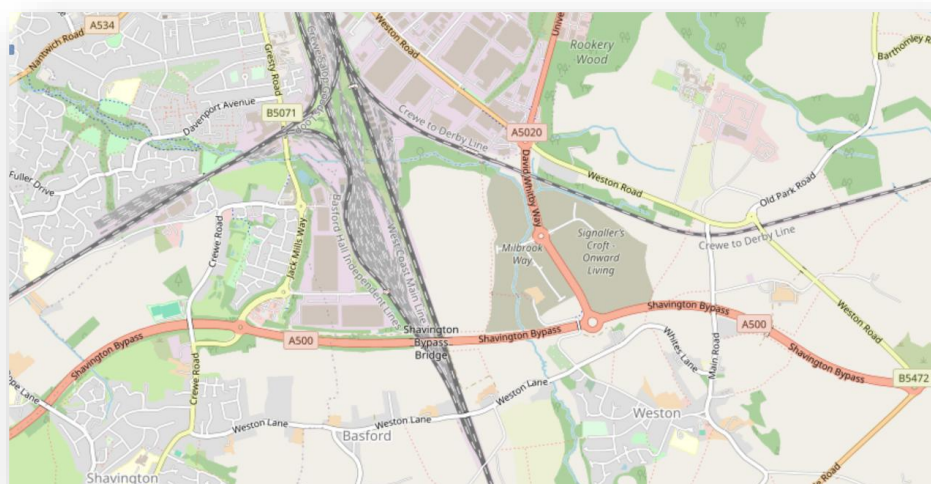 A534
Nantwich Road
Gresty Road
Weston Road
Rookery
Wood
Barthomley R
B5071
Davenport Avenue
Crewe to Derby Line
A5020
David Whitby Way
Weston Road
Old Park Road
Fuller Drive
Crewe Road
Jack Mills Way
Basford Hall Independent Line
West Coast Main Line
Milbrook
Way
Signaller's
Croft -
Onward
Living
Crewe to Derby Line
Shavington Bypass
A500
Shavington
Bypass
Bridge
Shavington Bypass
Shavington Bypass
A500
Shavington Bypass
Weston Road
B5472
Whites Lane
Main Road
Crewe Road
Weston Lane
Weston Lane
Weston Lane
Basford
Weston
Shavington